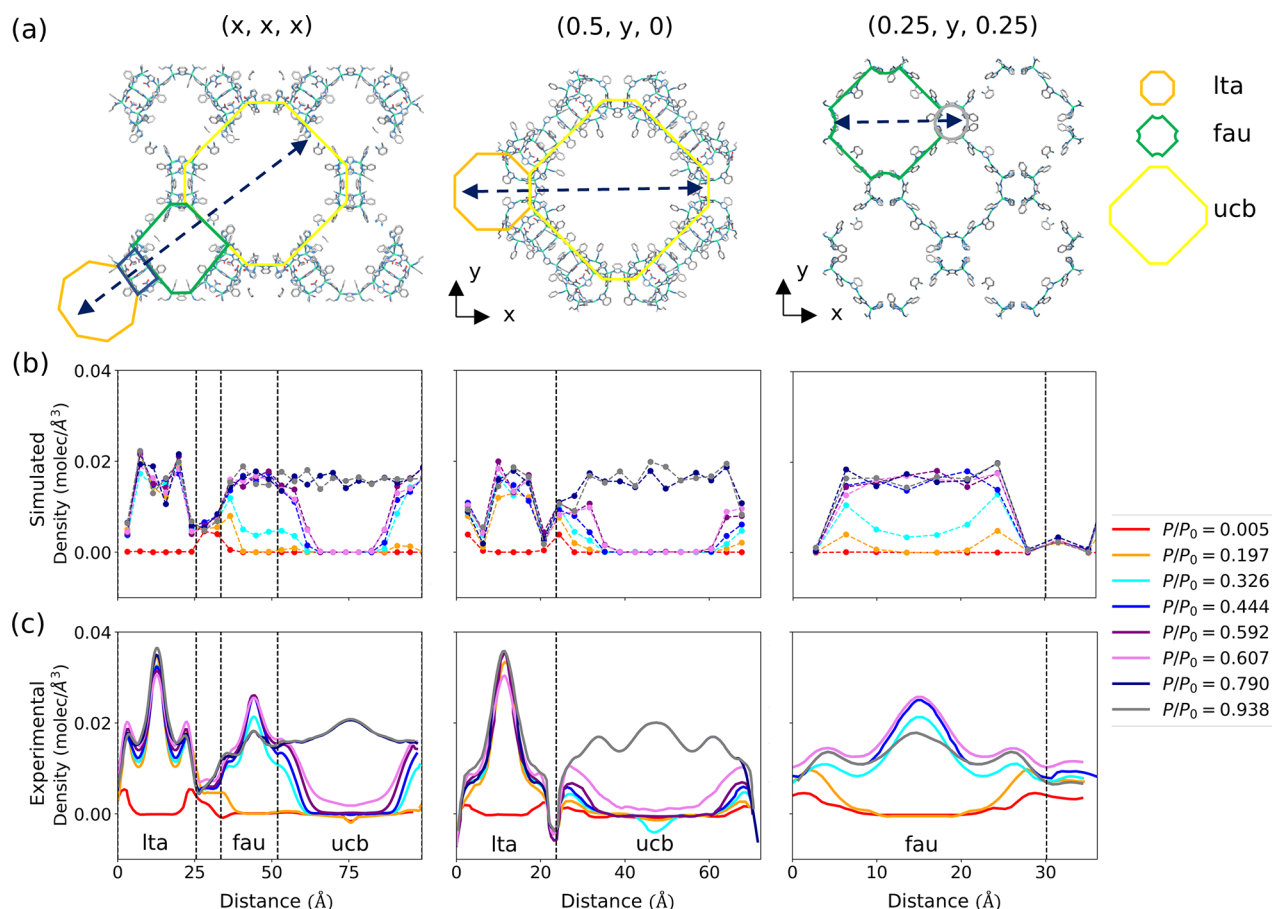 (a)
(x, x, x)
(0.5, y, 0)
(0.25, y, 0.25)
lta
fau
ucb
y
x
y
x
(b)
0.04
0.02
0.00
Simulated
Density (molec/Å³)
(c)
0.04
0.02
0.00
Experimental
Density (molec/Å³)
lta
fau
ucb
lta
ucb
fau
0
25
50
75
0
20
40
60
0
10
20
30
Distance (Å)
Distance (Å)
Distance (Å)
P/P₀ = 0.005
P/P₀ = 0.197
P/P₀ = 0.326
P/P₀ = 0.444
P/P₀ = 0.592
P/P₀ = 0.607
P/P₀ = 0.790
P/P₀ = 0.938